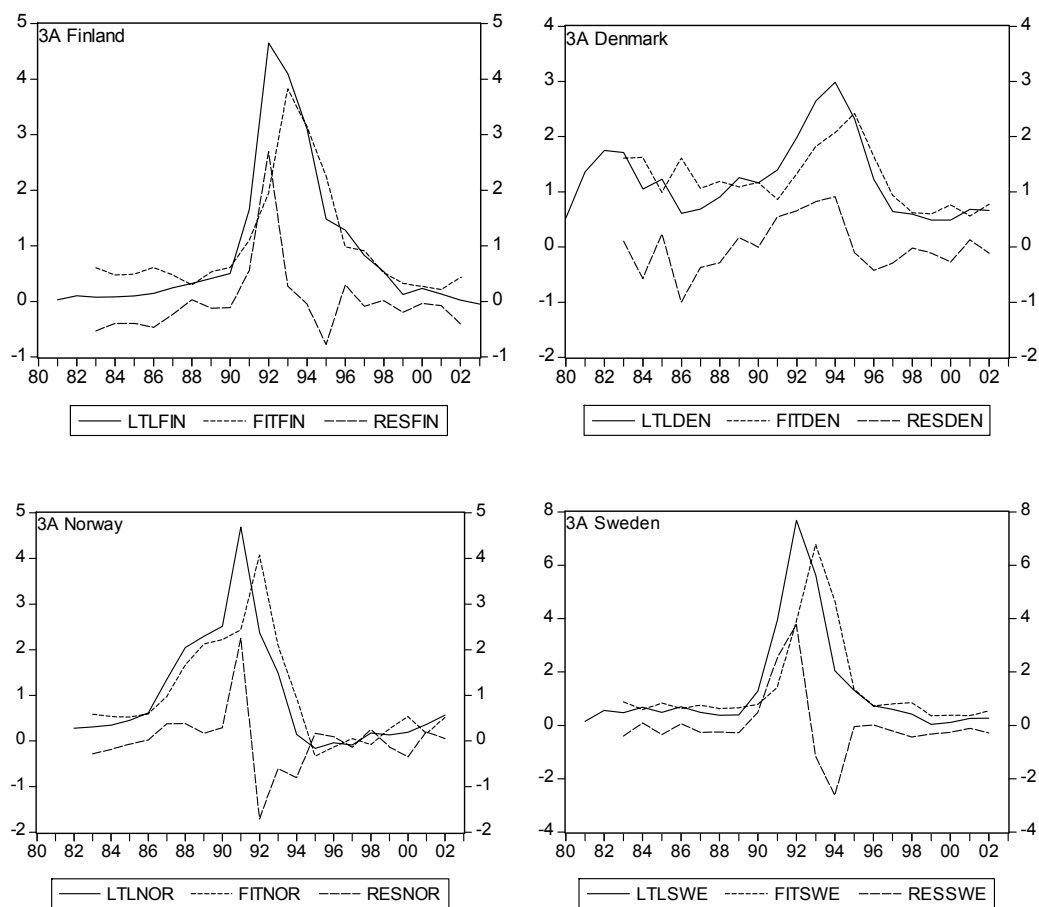 3A Finland
5 5
4 4
3 3
2 2
1 1
0 0
-1 -1
80 82 84 86 88 90 92 94 96 98 00 02
LTLFIN FITFIN RESFIN
3A Denmark
4 4
3 3
2 2
1 1
0 0
-1 -1
-2 -2
80 82 84 86 88 90 92 94 96 98 00 02
LTLDEN FITDEN RESDEN
3A Norway
5 5
4 4
3 3
2 2
1 1
0 0
-1 -1
-2 -2
80 82 84 86 88 90 92 94 96 98 00 02
LTLNOR FITNOR RESNOR
3A Sweden
8 8
6 6
4 4
2 2
0 0
-2 -2
-4 -4
80 82 84 86 88 90 92 94 96 98 00 02
LTLSWE FITSWE RESSWE